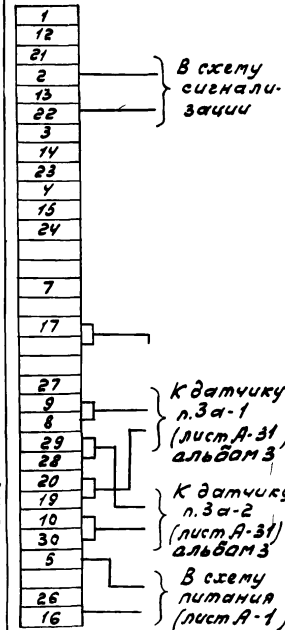 1
12
21
2
13
22
3
14
23
4
15
24
7
17
27
9
8
29
28
20
19
10
30
5
26
16
В схему
сигнали-
зации
К датчику
п.3а-1
(лист А-31)
альбом 3
К датчику
п.3а-2
(лист А-31)
альбом 3
В схему
питания
(лист А-1)